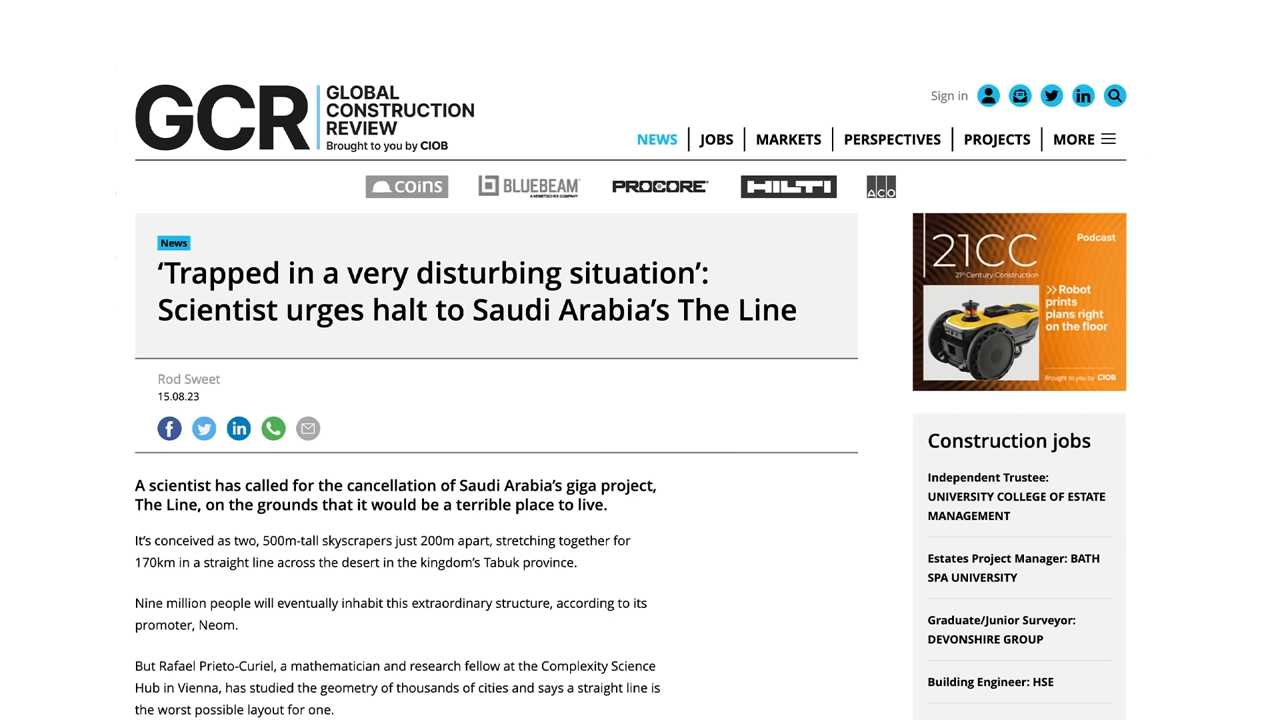 GCR
GLOBAL
CONSTRUCTION
REVIEW
Brought to you by CIOB
Sign in
NEWS
JOBS
MARKETS
PERSPECTIVES
PROJECTS
MORE
COINS
BLUEBEAM
A NEMETSCHEK COMPANY
PROCORE
HILTI
ACO
News
‘Trapped in a very disturbing situation’:
Scientist urges halt to Saudi Arabia’s The Line
Rod Sweet
15.08.23
A scientist has called for the cancellation of Saudi Arabia’s giga project,
The Line, on the grounds that it would be a terrible place to live.
It’s conceived as two, 500m-tall skyscrapers just 200m apart, stretching together for
170km in a straight line across the desert in the kingdom’s Tabuk province.
Nine million people will eventually inhabit this extraordinary structure, according to its
promoter, Neom.
But Rafael Prieto-Curiel, a mathematician and research fellow at the Complexity Science
Hub in Vienna, has studied the geometry of thousands of cities and says a straight line is
the worst possible layout for one.
21CC
21st Century Construction
Podcast
>>Robot
prints
plans right
on the floor
Brought to you by CIOB
Construction jobs
Independent Trustee:
UNIVERSITY COLLEGE OF ESTATE
MANAGEMENT
Estates Project Manager: BATH
SPA UNIVERSITY
Graduate/Junior Surveyor:
DEVONSHIRE GROUP
Building Engineer: HSE